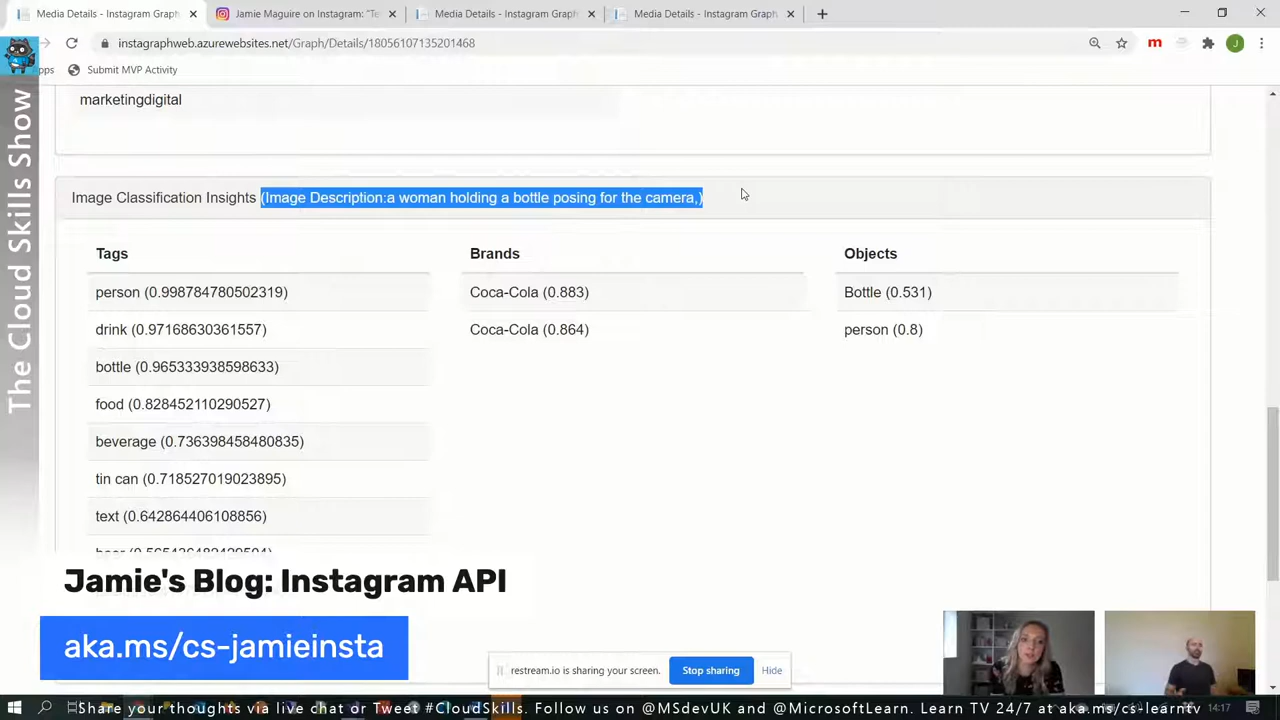 Media Details - Instagram Graph
Jamie Maguire on Instagram: "Te
Media Details - Instagram Graph
Media Details - Instagram Graph
instagraphweb.azurewebsites.net/Graph/Details/18056107135201468
m
J
Apps
Submit MVP Activity
The Cloud Skills Show
marketingdigital
Image Classification Insights (Image Description:a woman holding a bottle posing for the camera,)
Tags
Brands
Objects
person (0.998784780502319)
Coca-Cola (0.883)
Bottle (0.531)
drink (0.97168630361557)
Coca-Cola (0.864)
person (0.8)
bottle (0.965333938598633)
food (0.828452110290527)
beverage (0.736398458480835)
tin can (0.718527019023895)
text (0.642864406108856)
Jamie's Blog: Instagram API
aka.ms/cs-jamieinsta
restream.io is sharing your screen.
Stop sharing
Hide
Share your thoughts via live chat or Tweet #CloudSkills. Follow us on @MSdevUK and @MicrosoftLearn. Learn TV 24/7 at aka.ms/cs-learntv
14:17